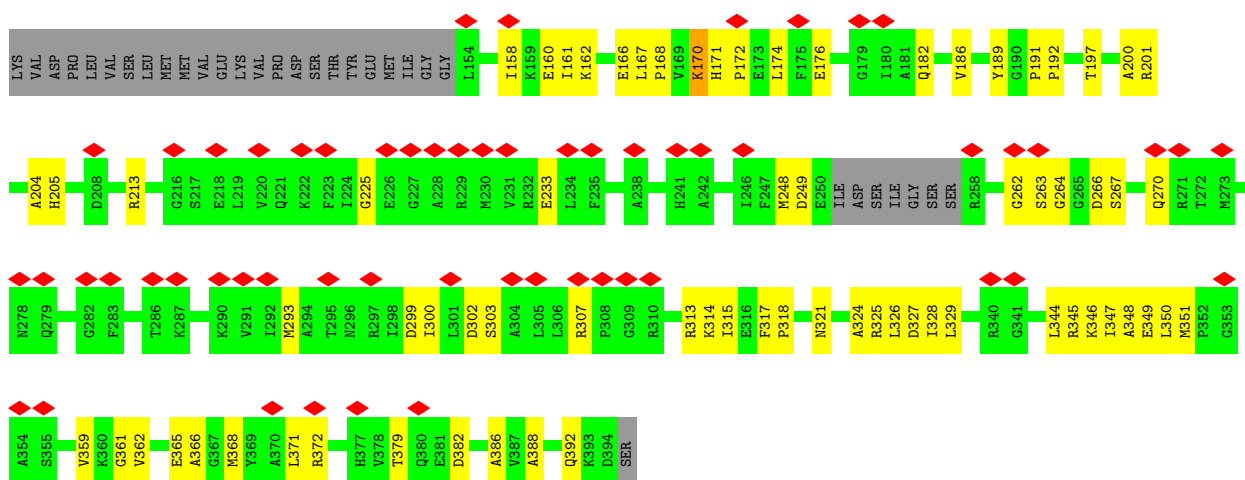 LYS VAL ASP PRO LEU VAL SER LEU MET MET VAL GLU LYS VAL PRO ASP SER THR TYR GLU MET ILE GLY GLY L154 I158 K159 E160 I161 K162 E166 L167 P168 V169 K170 H171 P172 E173 L174 F175 E176 G179 I180 A181 Q182 V186 Y189 G190 P191 P192 T197 A200 R201
A204 H205 D208 R213 G216 S217 E218 L219 V220 Q221 K222 F223 I224 G225 E226 G227 A228 R229 M230 V231 R232 E233 L234 F235 A238 H241 A242 I246 F247 M248 D249 E250 ILE ASP SER ILE GLY SER SER R258 G262 S263 G264 G265 D266 S267 Q270 R271 T272 M273
N278 Q279 G282 F283 T286 K287 K290 V291 I292 M293 A294 T295 N296 R297 I298 D299 I300 L301 D302 S303 A304 L305 L306 R307 P308 G309 R310 R313 K314 I315 E316 F317 P318 N321 A324 R325 L326 D327 I328 L329 R340 G341 L344 R345 K346 I347 A348 E349 L350 M351 P352 G353
A354 S355 V359 K360 G361 V362 E365 A366 G367 M368 Y369 A370 L371 R372 H377 V378 T379 Q380 E381 D382 A386 V387 A388 Q392 K393 D394 SER